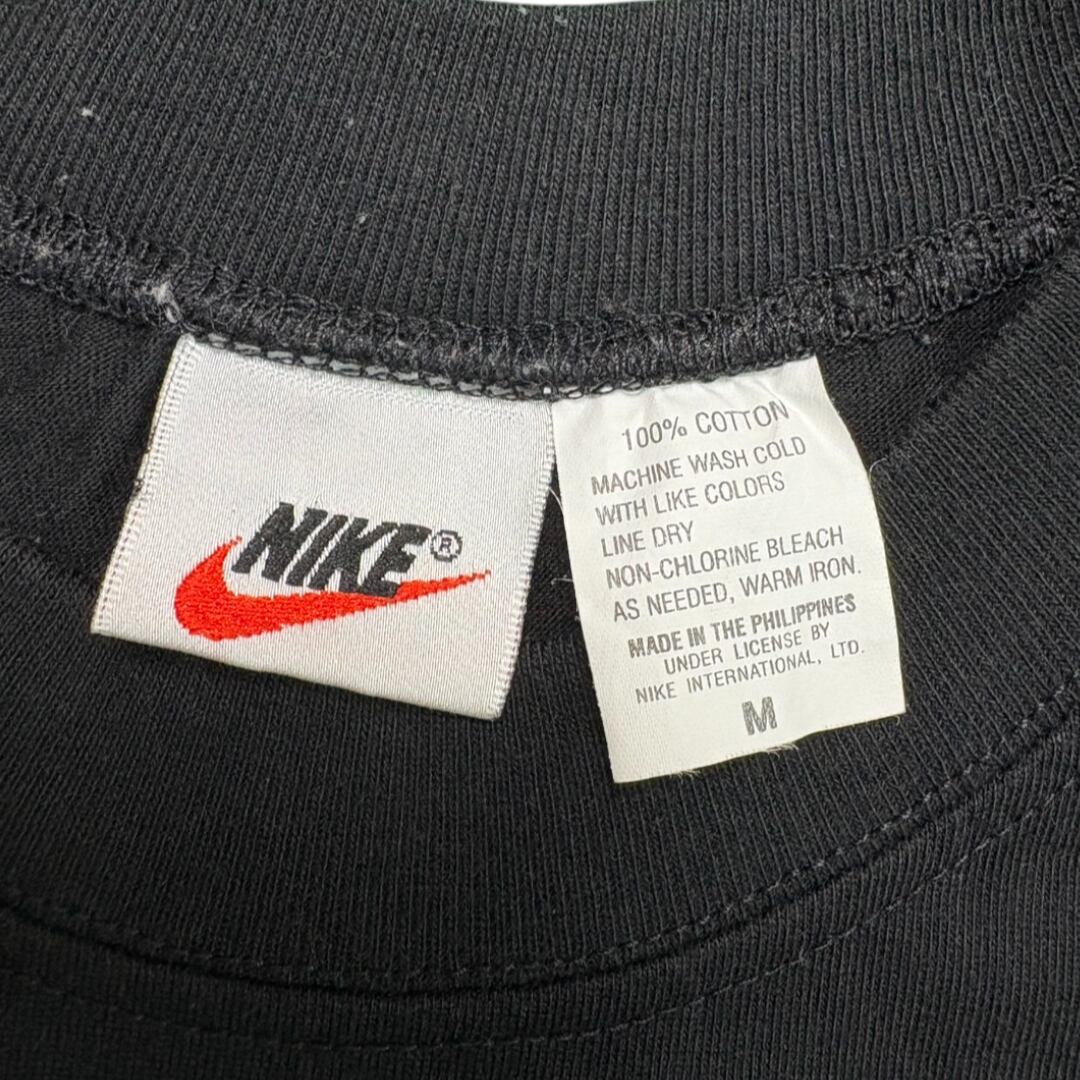 NIKE®
100% COTTON
MACHINE WASH COLD
WITH LIKE COLORS
LINE DRY
NON-CHLORINE BLEACH
AS NEEDED, WARM IRON.
MADE IN THE PHILIPPINES
UNDER LICENSE BY
NIKE INTERNATIONAL, LTD.
M